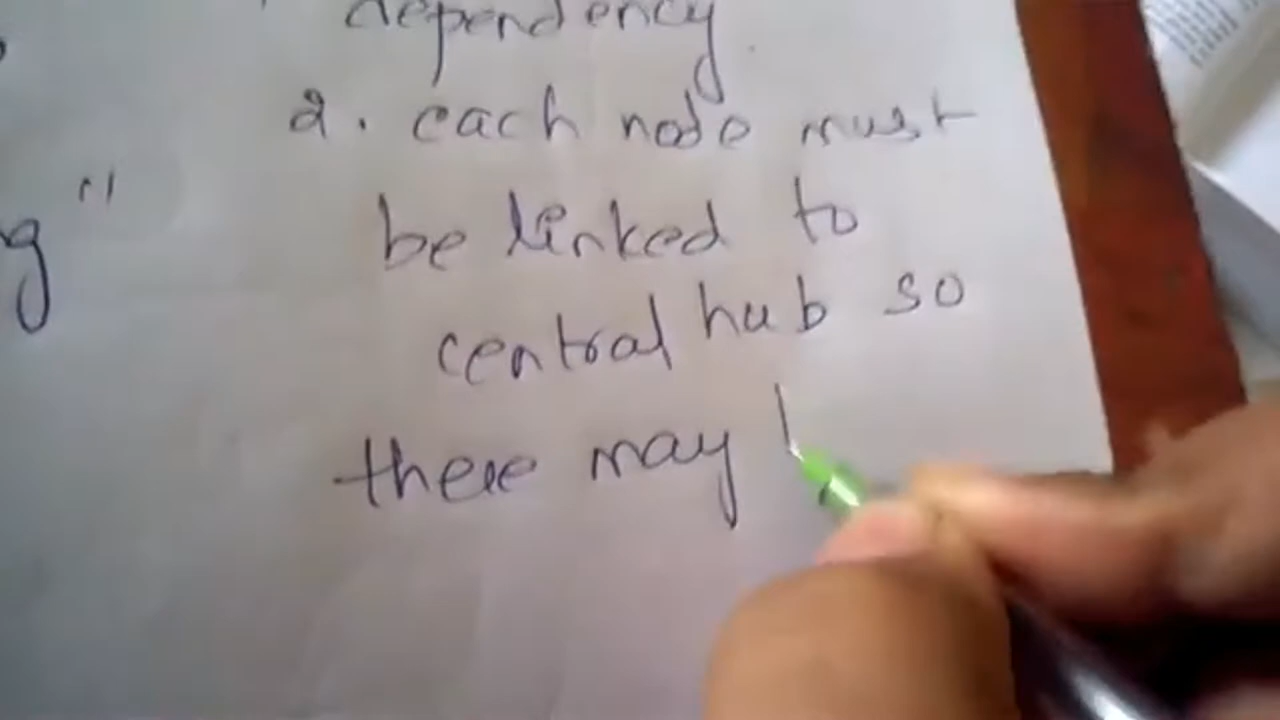 dependency.
2. each node must
be linked to
central hub so
there may